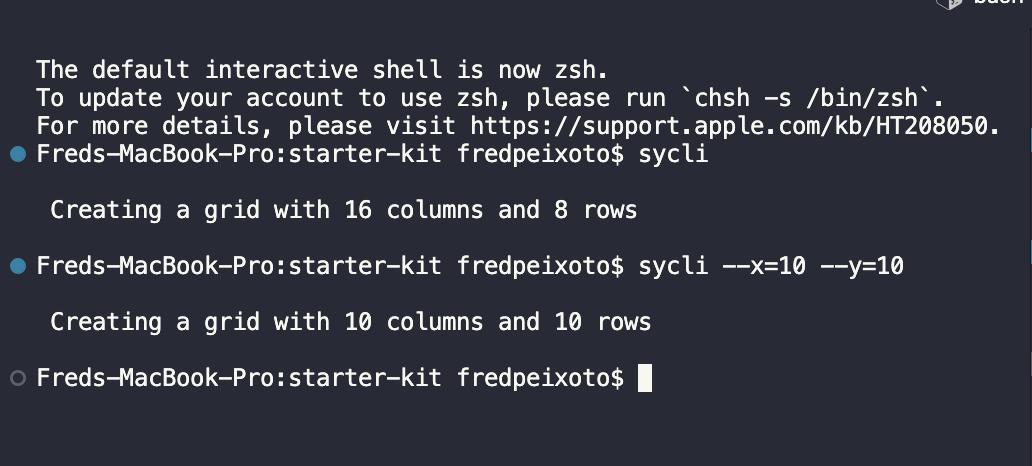 bash
The default interactive shell is now zsh.
To update your account to use zsh, please run `chsh -s /bin/zsh`.
For more details, please visit https://support.apple.com/kb/HT208050.
Freds-MacBook-Pro:starter-kit fredpeixoto$ sycli
Creating a grid with 16 columns and 8 rows
Freds-MacBook-Pro:starter-kit fredpeixoto$ sycli --x=10 --y=10
Creating a grid with 10 columns and 10 rows
Freds-MacBook-Pro:starter-kit fredpeixoto$